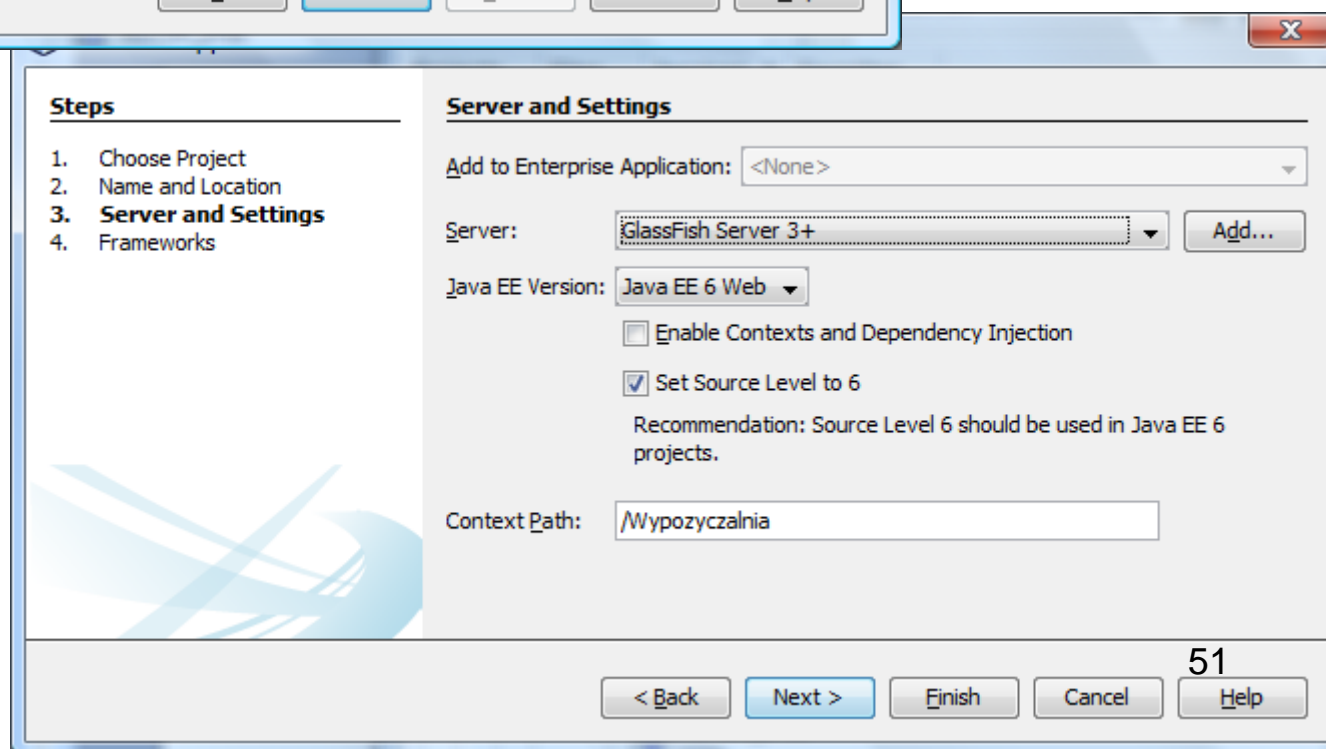 Steps
1. Choose Project
2. Name and Location
3. Server and Settings
4. Frameworks
Server and Settings
Add to Enterprise Application: <None>
Server: GlassFish Server 3+ Add...
Java EE Version: Java EE 6 Web
Enable Contexts and Dependency Injection
Set Source Level to 6
Recommendation: Source Level 6 should be used in Java EE 6
projects.
Context Path: /Wypozyczalnia
51
< Back Next > Finish Cancel Help